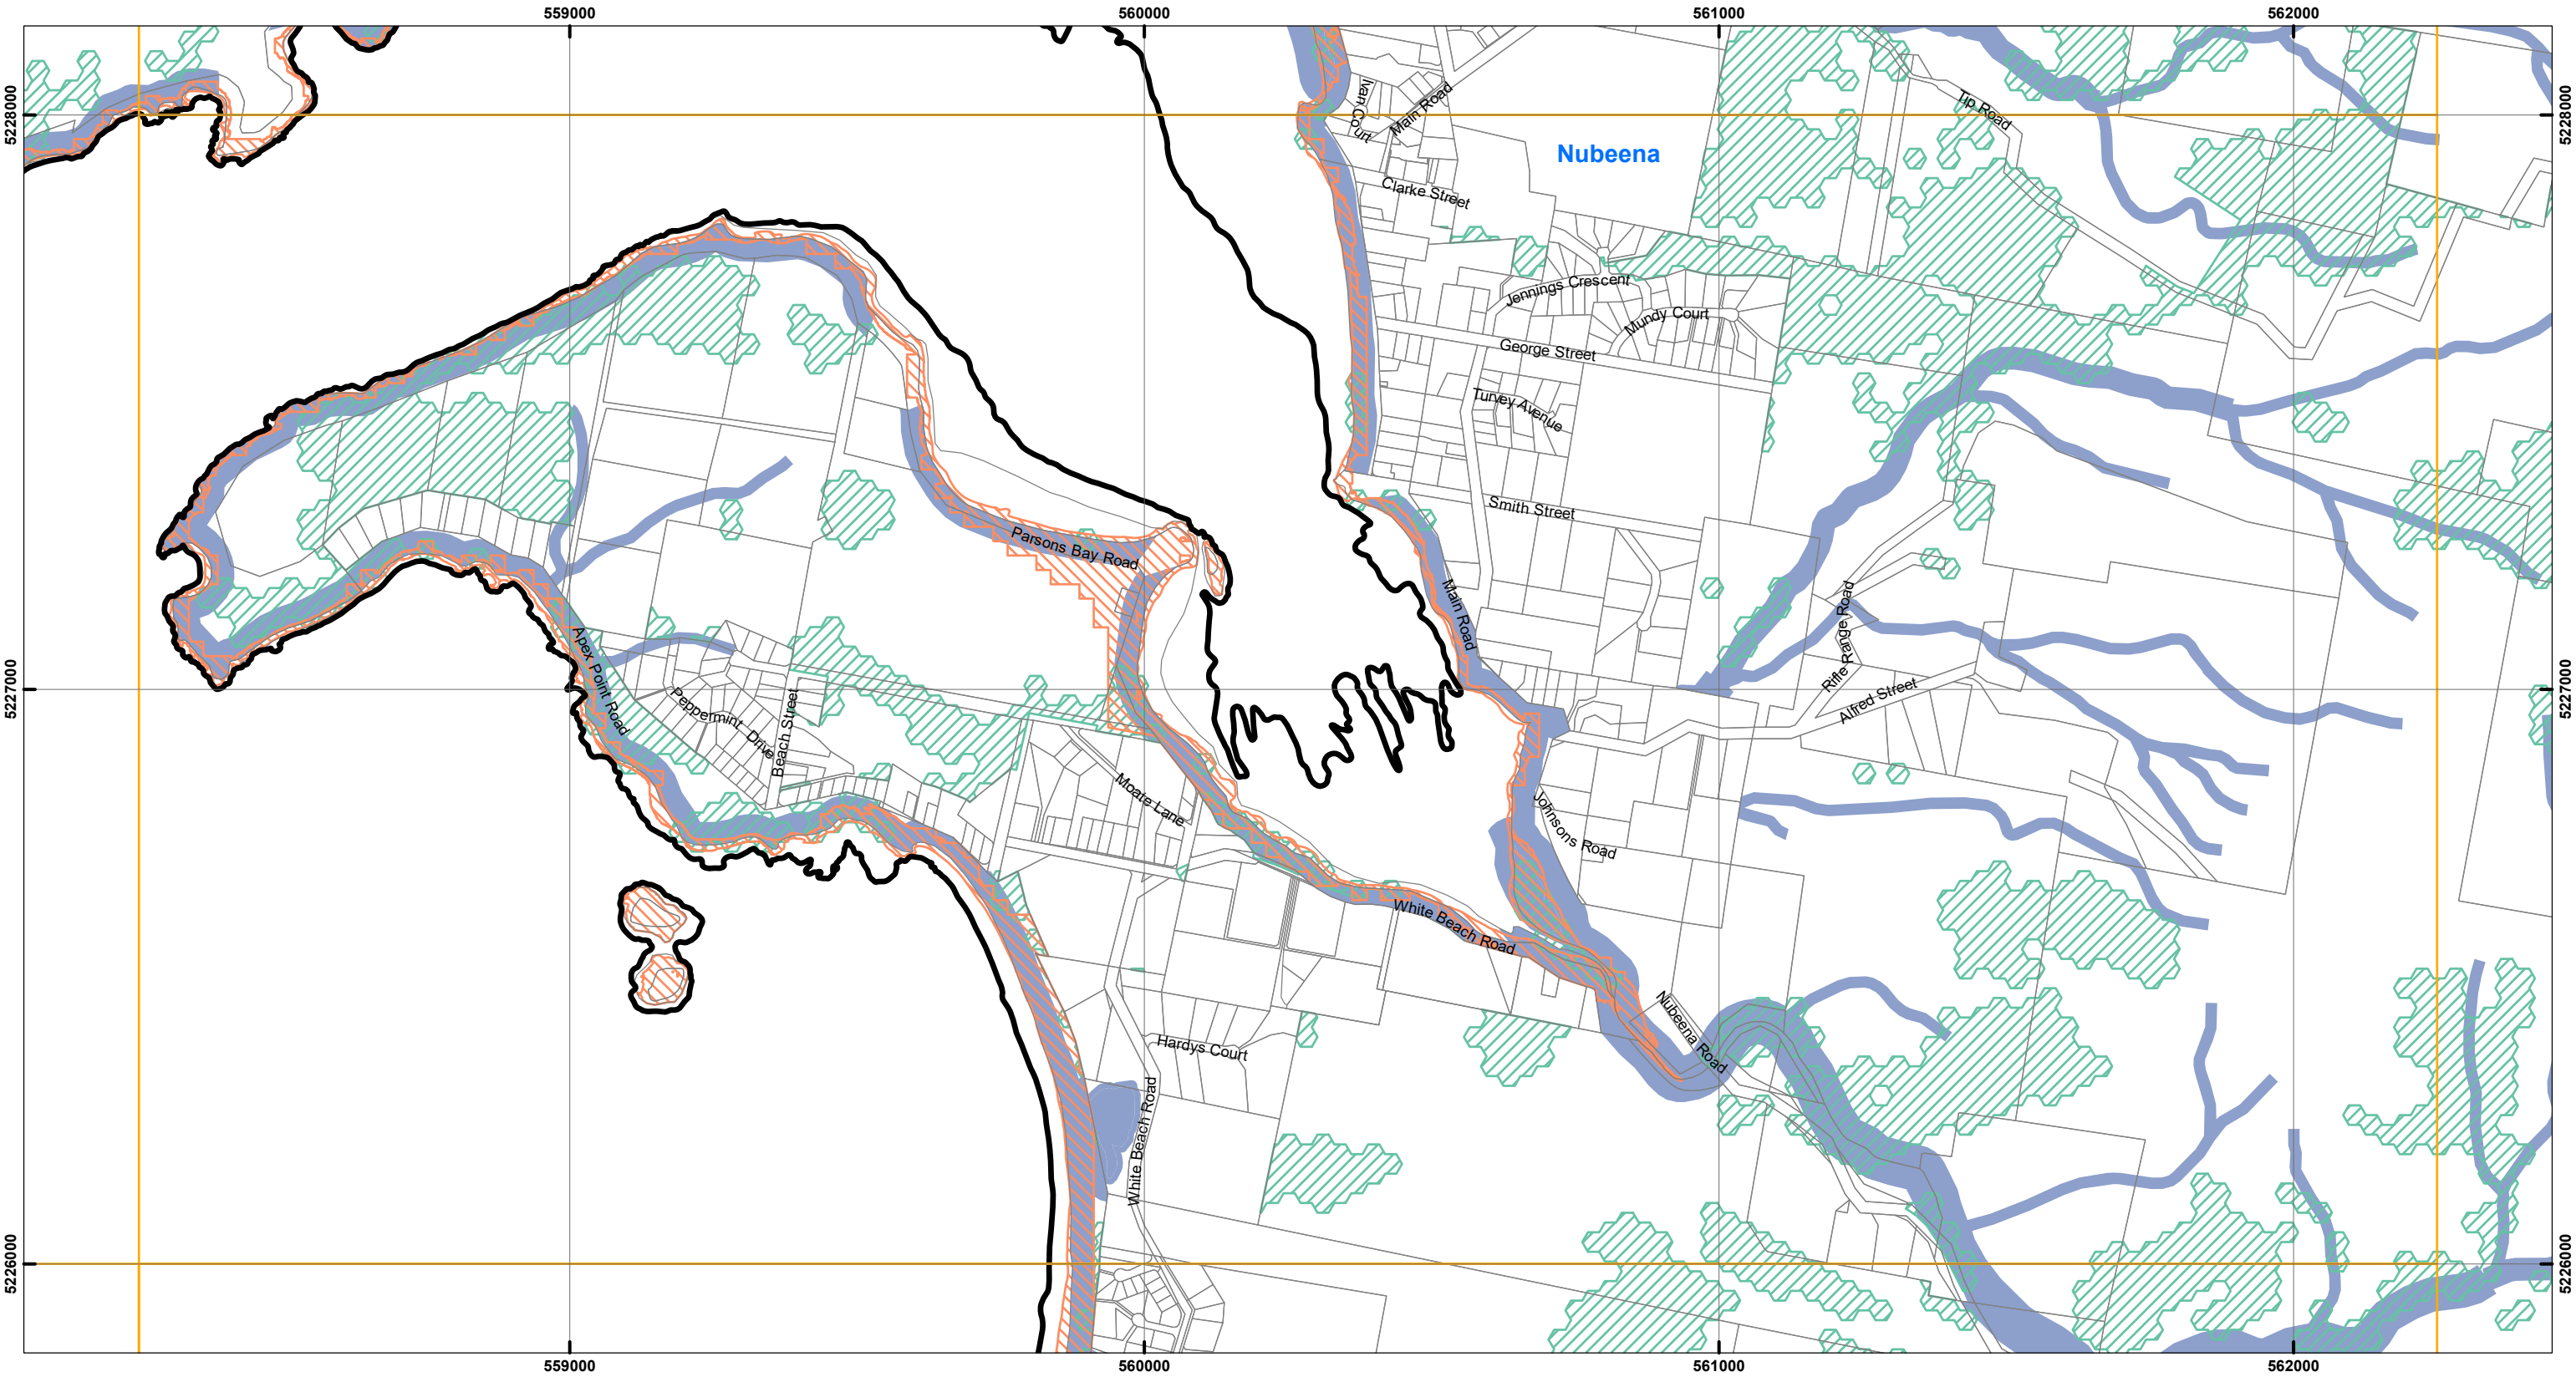 559000
560000
561000
562000
5228000
5228000
Ivan Court
Main Road
Tip Road
Nubeena
Clarke Street
Jennings Crescent
Mundy Court
George Street
Turvey Avenue
Smith Street
Parsons Bay Road
Main Road
Rifle Range Road
Apex Point Road
5227000
5227000
Peppermint Drive
Beach Street
Alfred Street
Moate Lane
Johnsons Road
White Beach Road
Nubeena Road
Hardys Court
White Beach Road
5226000
5226000
559000
560000
561000
562000